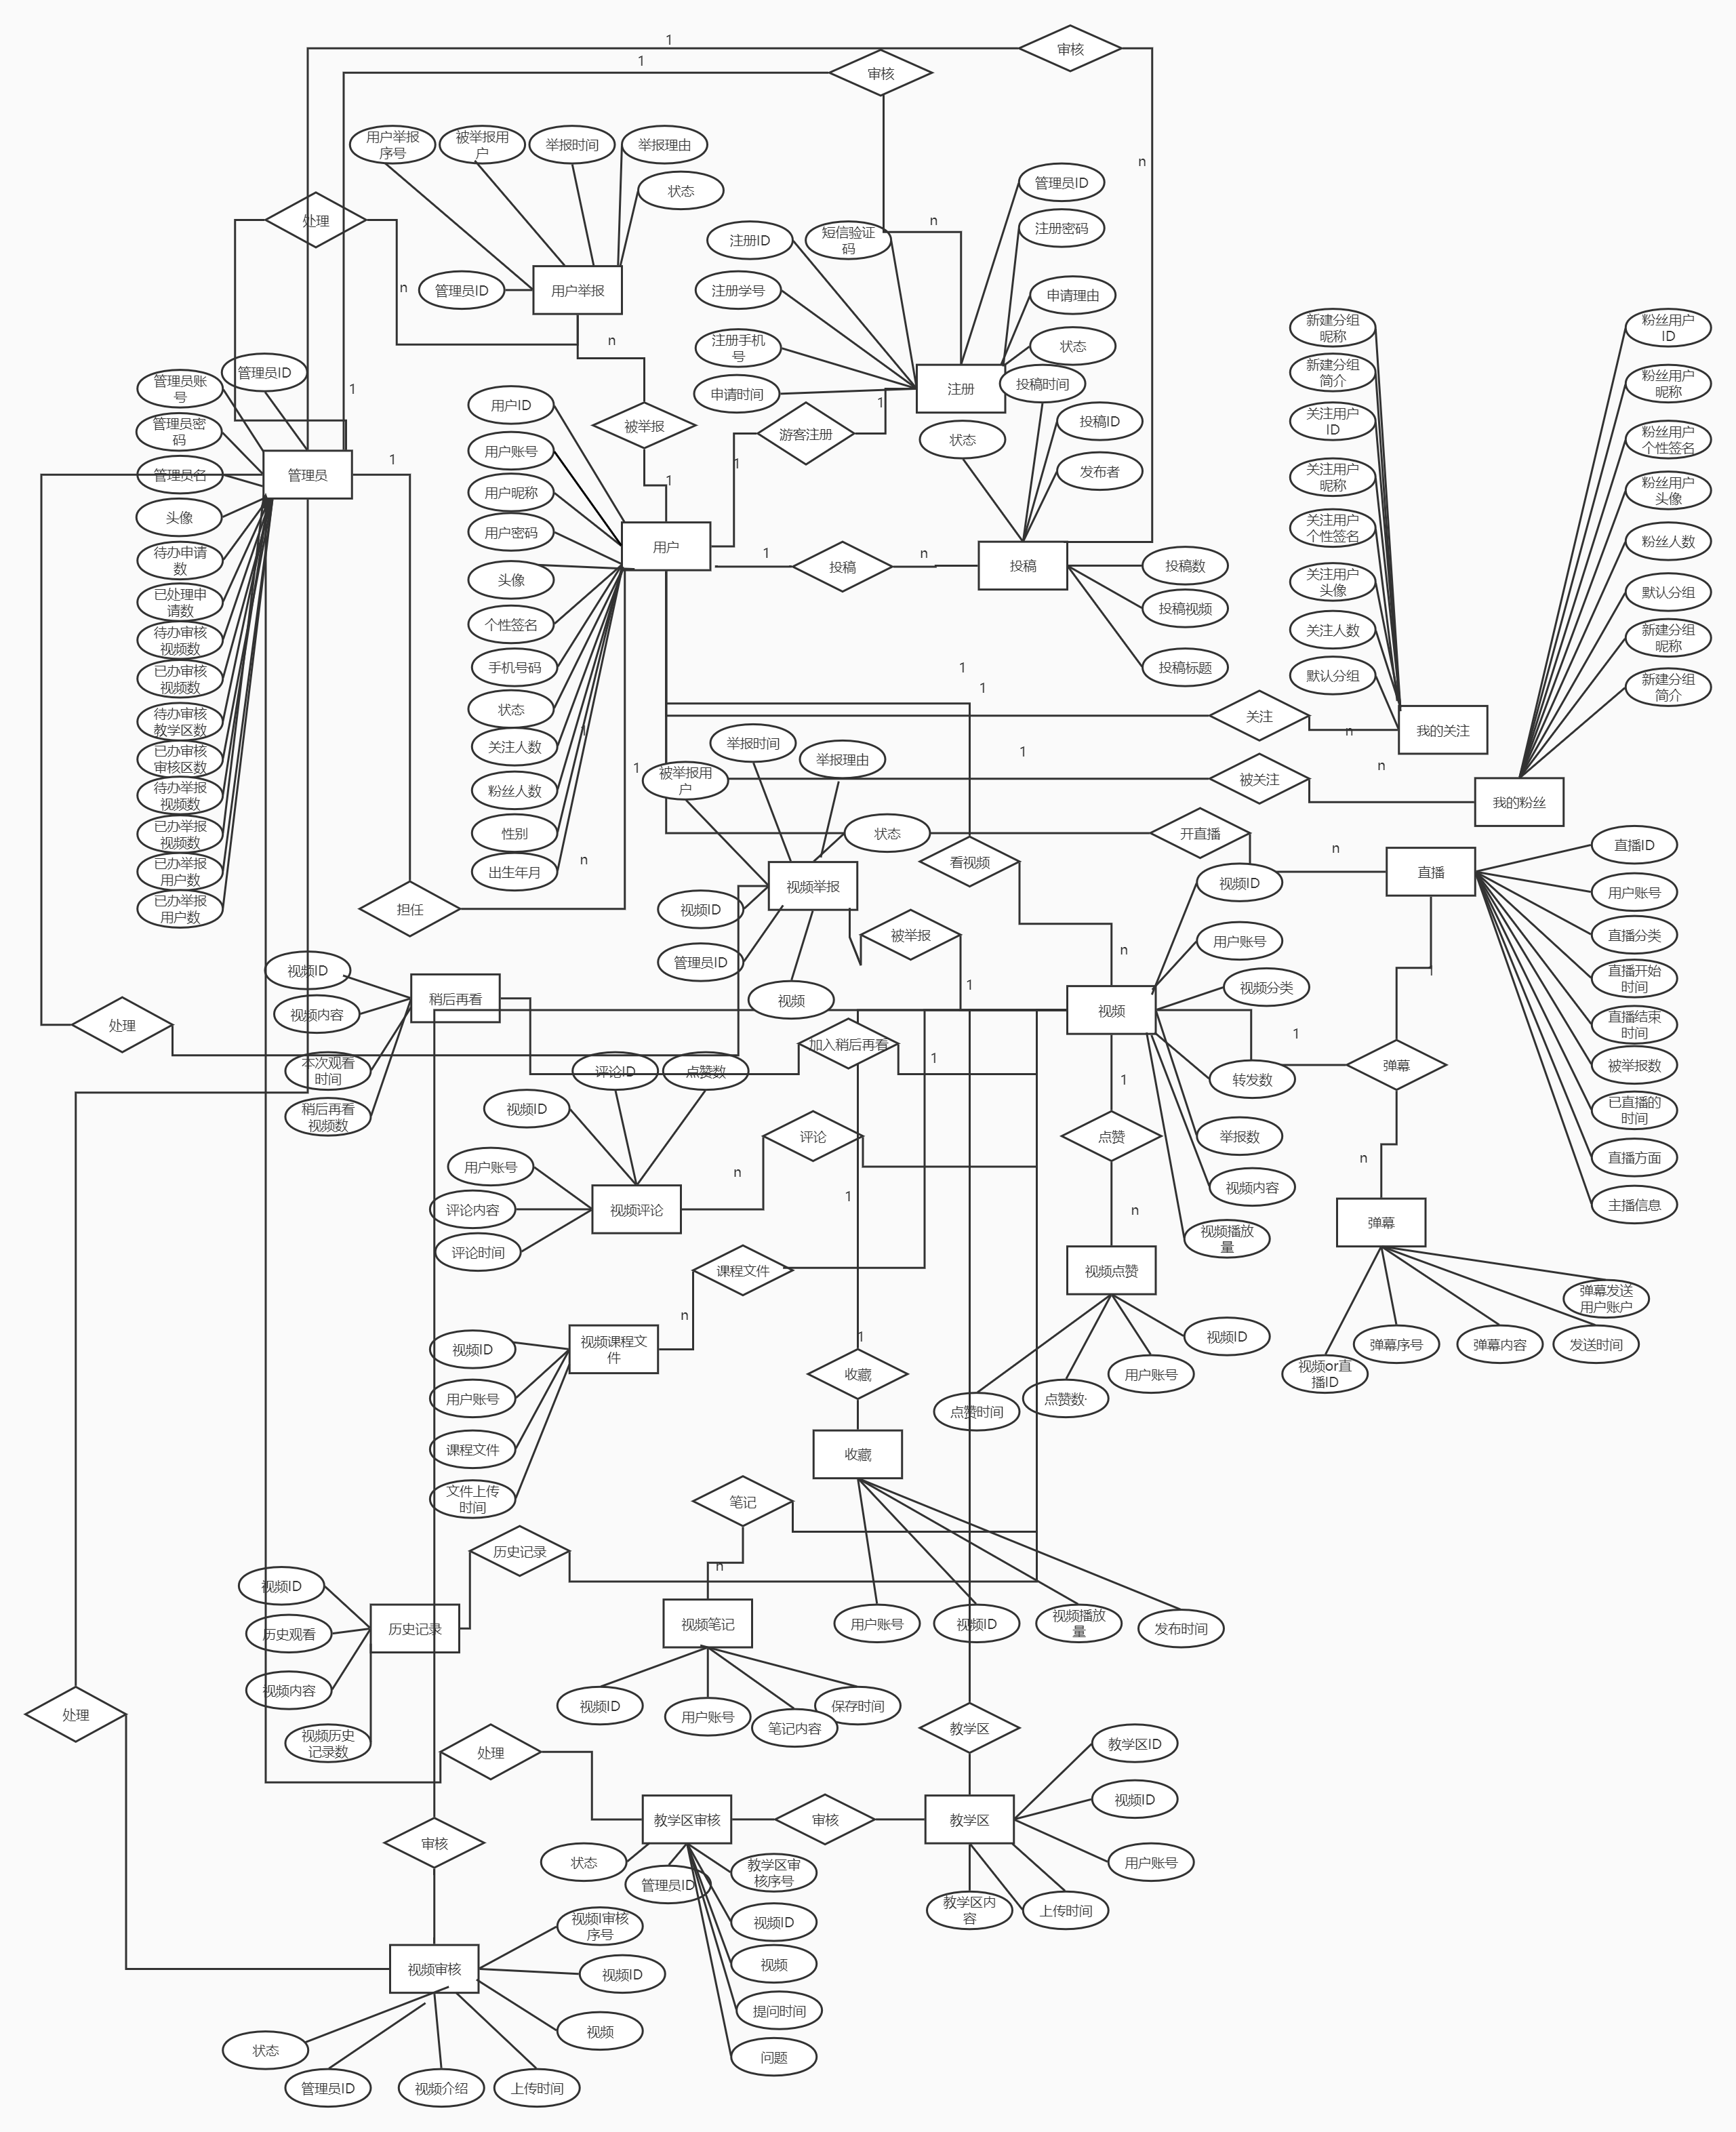 1
审核
1
审核
用户举报
序号
被举报用
户
举报时间
举报理由
状态
n
管理员ID
处理
n
注册密码
注册ID
短信验证
码
管理员ID
用户举报
n
注册学号
申请理由
n
注册手机
号
状态
新建分组
昵称
粉丝用户
ID
管理员ID
管理员账
号
1
申请时间
注册
投稿时间
新建分组
简介
粉丝用户
昵称
用户ID
1
被举报
游客注册
投稿ID
关注用户
ID
管理员密
码
状态
粉丝用户
个性签名
用户账号
1
1
管理员
管理员名
1
发布者
关注用户
昵称
粉丝用户
头像
用户昵称
头像
用户密码
用户
关注用户
个性签名
粉丝人数
待办申请
数
1
投稿
n
投稿
投稿数
头像
关注用户
头像
默认分组
已处理申
请数
投稿视频
个性签名
关注人数
新建分组
昵称
待办审核
视频数
手机号码
1
投稿标题
默认分组
新建分组
简介
已办审核
视频数
1
状态
关注
我的关注
n
待办审核
教学区数
1
关注人数
举报时间
举报理由
1
已办审核
审核区数
1
被举报用
户
被关注
n
我的粉丝
待办举报
视频数
粉丝人数
已办举报
视频数
性别
状态
开直播
直播ID
n
看视频
已办举报
用户数
n
出生年月
视频举报
视频ID
直播
用户账号
已办举报
用户数
担任
视频ID
被举报
用户账号
直播分类
n
视频ID
管理员ID
直播开始
时间
稍后再看
1
视频分类
视频内容
视频
视频
直播结束
时间
处理
加入稍后再看
1
1
本次观看
时间
评论ID
点赞数
1
转发数
弹幕
被举报数
稍后再看
视频数
视频ID
评论
点赞
举报数
已直播的
时间
用户账号
n
n
直播方面
评论内容
视频评论
1
n
视频内容
主播信息
评论时间
视频播放
量
弹幕
课程文件
视频点赞
弹幕发送
用户账户
n
视频ID
视频课程文
件
1
视频ID
弹幕序号
弹幕内容
发送时间
用户账号
收藏
用户账号
视频or直
播ID
点赞时间
点赞数·
课程文件
收藏
文件上传
时间
笔记
历史记录
n
视频ID
历史观看
历史记录
视频笔记
用户账号
视频ID
视频播放
量
发布时间
视频内容
视频ID
用户账号
笔记内容
保存时间
处理
视频历史
记录数
处理
教学区
教学区ID
视频ID
审核
教学区审核
审核
教学区
状态
管理员ID
教学区审
核序号
用户账号
教学区内
容
上传时间
视频I审核
序号
视频ID
视频审核
视频ID
视频
提问时间
视频
状态
问题
管理员ID
视频介绍
上传时间